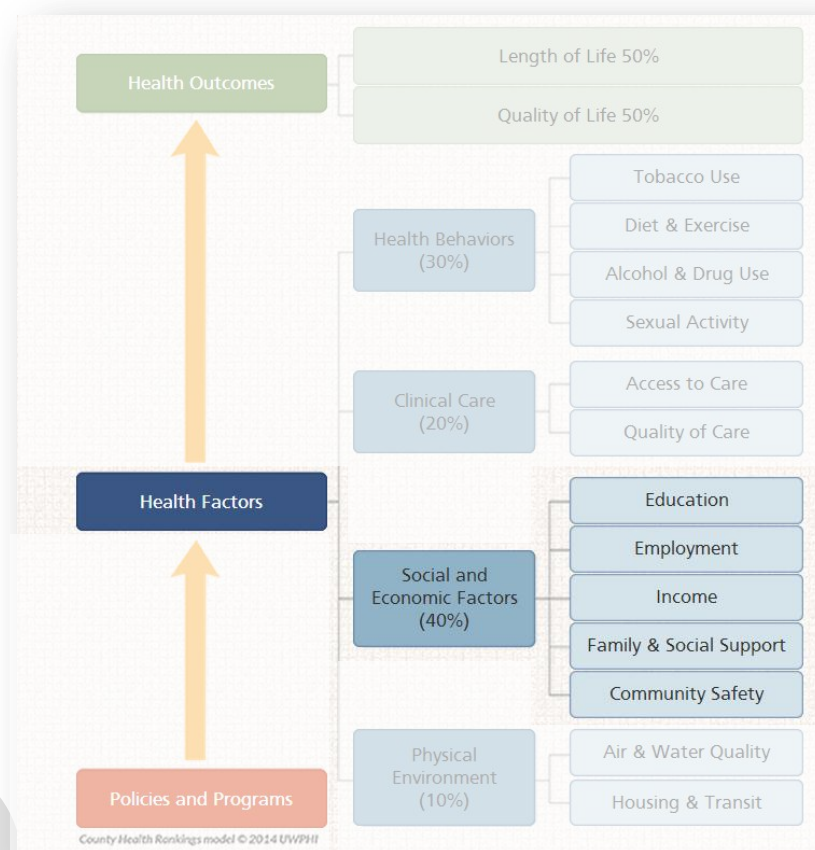 Health Outcomes
Length of Life 50%
Quality of Life 50%
Health Behaviors
(30%)
Tobacco Use
Diet & Exercise
Alcohol & Drug Use
Sexual Activity
Clinical Care
(20%)
Access to Care
Quality of Care
Health Factors
Social and
Economic Factors
(40%)
Education
Employment
Income
Family & Social Support
Community Safety
Physical
Environment
(10%)
Air & Water Quality
Housing & Transit
Policies and Programs
County Health Rankings model © 2014 UWPHI